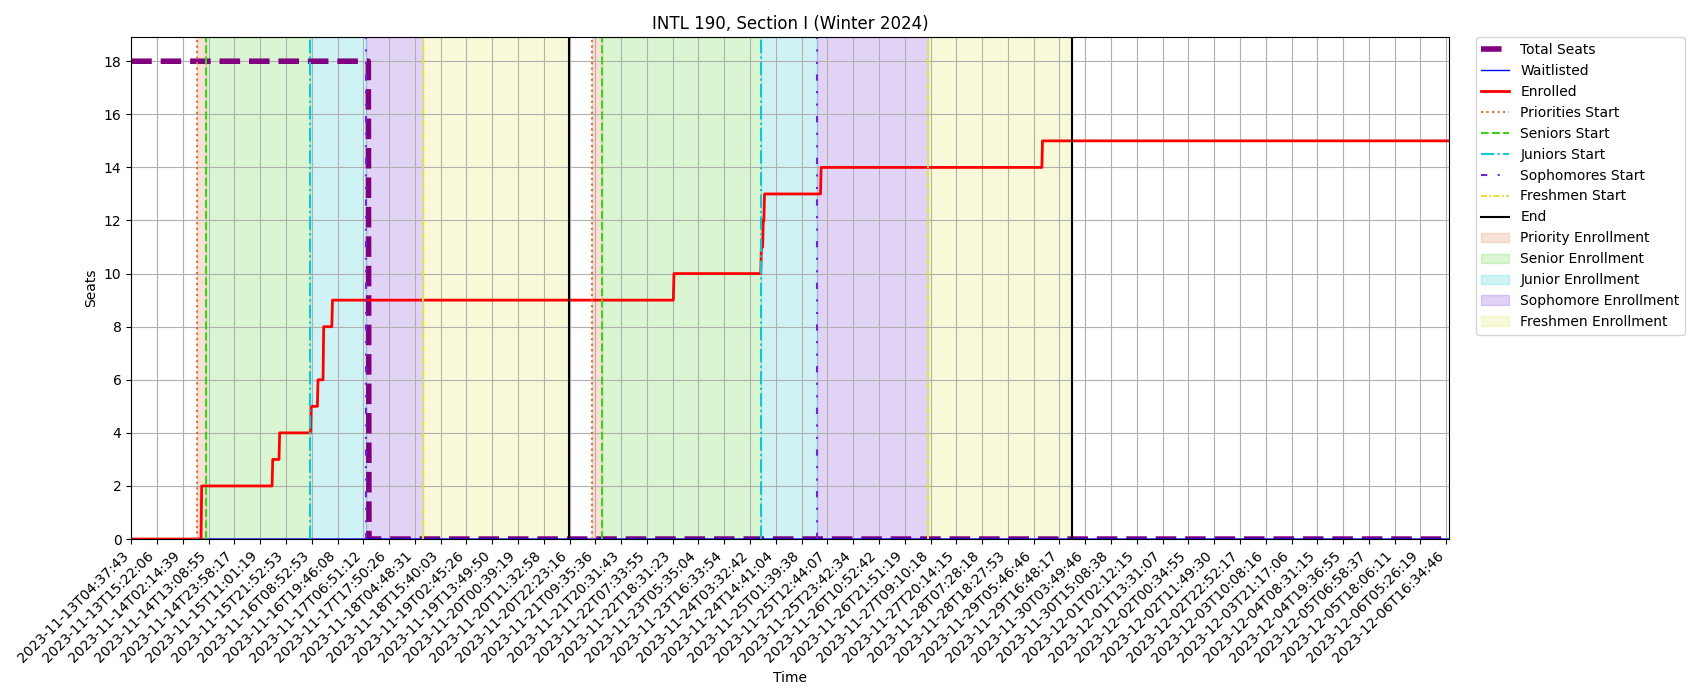 INTL 190, Section I (Winter 2024)
Seats
18
16
14
12
10
8
6
4
2
0
2023-11-13T04:37:43
2023-11-13T15:22:06
2023-11-14T02:14:39
2023-11-14T13:08:55
2023-11-14T23:58:17
2023-11-15T11:01:19
2023-11-15T21:52:53
2023-11-16T08:52:53
2023-11-16T19:46:08
2023-11-17T06:51:12
2023-11-17T17:50:26
2023-11-18T04:48:31
2023-11-18T15:40:03
2023-11-19T02:45:26
2023-11-19T13:49:50
2023-11-20T00:39:19
2023-11-20T11:32:58
2023-11-20T22:23:16
2023-11-21T09:35:36
2023-11-21T20:31:43
2023-11-22T07:33:55
2023-11-22T18:31:23
2023-11-23T05:35:04
2023-11-23T16:33:54
2023-11-24T03:32:42
2023-11-24T14:41:04
2023-11-25T01:39:38
2023-11-25T12:44:07
2023-11-25T23:42:34
2023-11-26T10:52:42
2023-11-26T21:51:19
2023-11-27T09:10:18
2023-11-27T20:14:15
2023-11-28T07:28:18
2023-11-28T18:27:53
2023-11-29T05:46:46
2023-11-29T16:48:17
2023-11-30T03:49:46
2023-11-30T15:08:38
2023-12-01T02:12:15
2023-12-01T13:31:07
2023-12-02T00:34:55
2023-12-02T11:49:30
2023-12-02T22:52:17
2023-12-03T10:08:16
2023-12-03T21:17:06
2023-12-04T08:31:15
2023-12-04T19:36:55
2023-12-05T06:58:37
2023-12-05T18:06:11
2023-12-06T05:26:19
2023-12-06T16:34:46
Time
Total Seats
Waitlisted
Enrolled
Priorities Start
Seniors Start
Juniors Start
Sophomores Start
Freshmen Start
End
Priority Enrollment
Senior Enrollment
Junior Enrollment
Sophomore Enrollment
Freshmen Enrollment